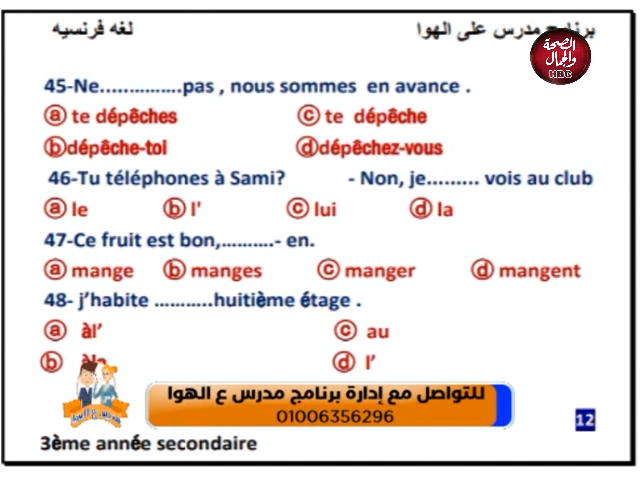 لغه فرنسيه
برنامج مدرس على الهوا
الصحة
والجمال
HBC
45-Ne...............pas , nous sommes en avance .
ⓐ te dépêches ⓒ te dépêche
ⓑdépêche-toi ⓓdépêchez-vous
46-Tu téléphones à Sami? - Non, je......... vois au club
ⓐ le ⓑ l' ⓒ lui ⓓ la
47-Ce fruit est bon,..........- en.
ⓐ mange ⓑ manges ⓒ manger ⓓ mangent
48- j’habite ...........huitième étage .
ⓐ àl’ ⓒ au
ⓑ ⓓ l’
للتواصل مع إدارة برنامج مدرس ع الهوا
01006356296
12
3ème année secondaire